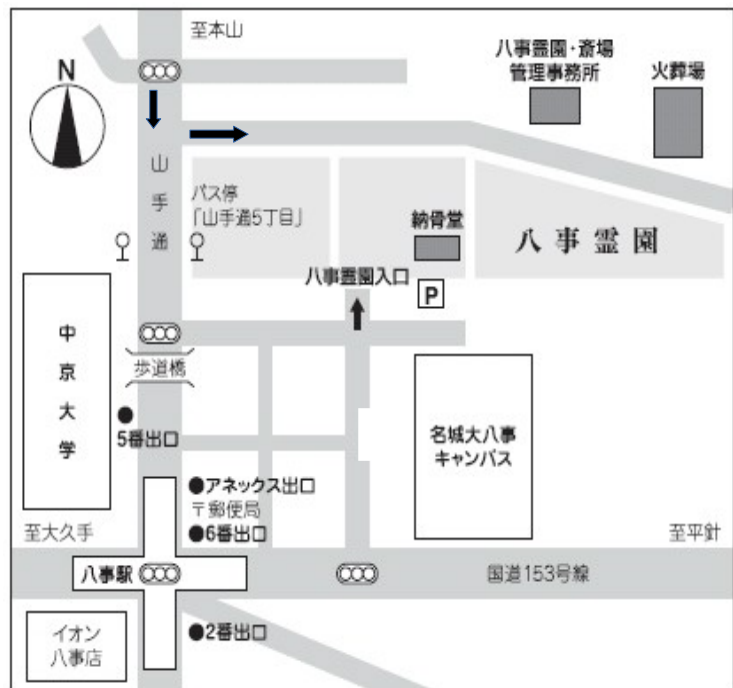 至本山
N
八事霊園・斎場
管理事務所
火葬場
山手通
バス停
「山手通5丁目」
納骨堂
八事霊園
八事霊園入口
P
中京大学
歩道橋
5番出口
名城大八事
キャンパス
アネックス出口
〒郵便局
6番出口
至大久手
至平針
八事駅
国道153号線
イオン
八事店
2番出口